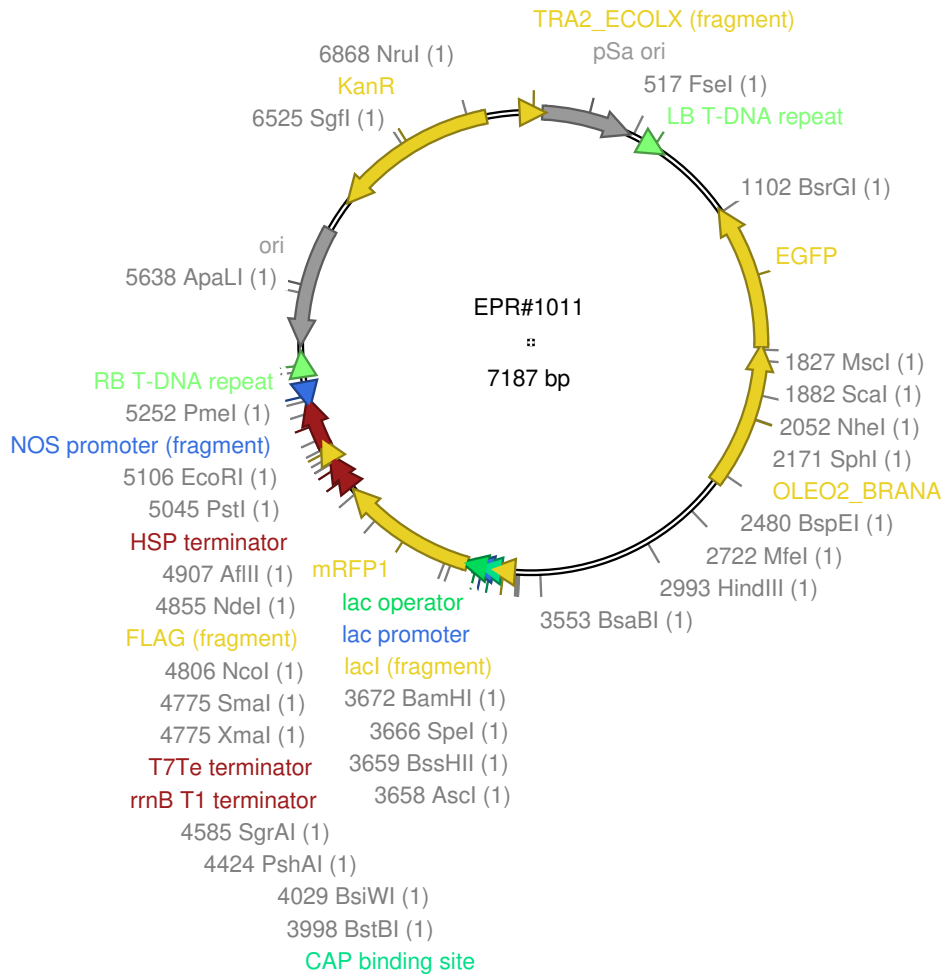 TRA2_ECOLX (fragment)
pSa ori
6868 NruI (1)
517 FseI (1)
KanR
6525 SgfI (1)
LB T-DNA repeat
1102 BsrGI (1)
ori
EGFP
5638 ApaLI (1)
EPR#1011
7187 bp
1827 MscI (1)
RB T-DNA repeat
1882 ScaI (1)
5252 PmeI (1)
2052 NheI (1)
NOS promoter (fragment)
2171 SphI (1)
5106 EcoRI (1)
OLEO2_BRANA
5045 PstI (1)
2480 BspEI (1)
HSP terminator
2722 MfeI (1)
4907 AflII (1)
mRFP1
2993 HindIII (1)
4855 NdeI (1)
lac operator
3553 BsaBI (1)
FLAG (fragment)
lac promoter
4806 NcoI (1)
lacI (fragment)
4775 SmaI (1)
3672 BamHI (1)
4775 XmaI (1)
3666 SpeI (1)
T7Te terminator
3659 BssHII (1)
rrnB T1 terminator
3658 AscI (1)
4585 SgrAI (1)
4424 PshAI (1)
4029 BsiWI (1)
3998 BstBI (1)
CAP binding site